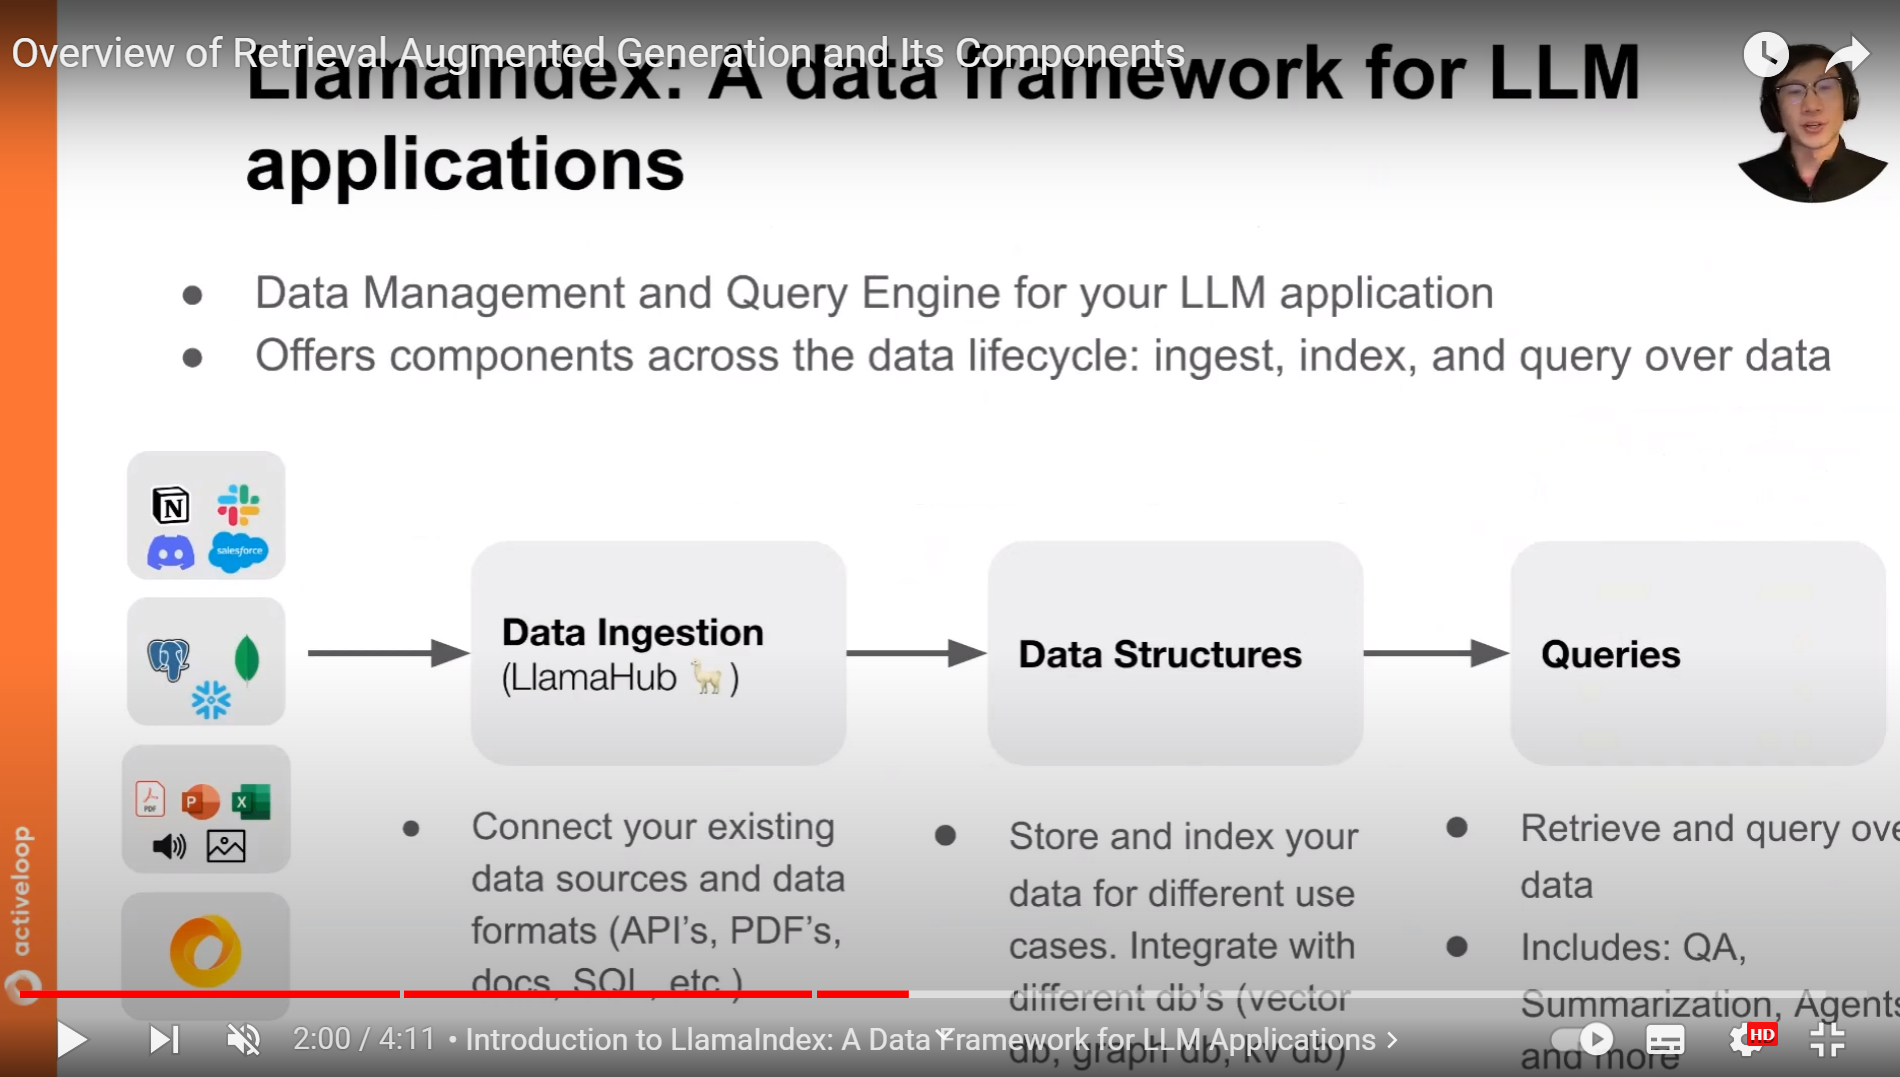 Overview of Retrieval Augmented Generation and Its Components
LlamaIndex: A data framework for LLM
applications
● Data Management and Query Engine for your LLM application
● Offers components across the data lifecycle: ingest, index, and query over data
N
salesforce
PDF
P
X
Data Ingestion
(LlamaHub 🦙)
● Connect your existing
data sources and data
formats (API's, PDF's,
docs, SQL, etc.)
Data Structures
● Store and index your
data for different use
cases. Integrate with
different db's (vector
db, graph db, kv db)
Queries
● Retrieve and query ove
data
● Includes: QA,
Summarization, Agents
and more
activeloop
2:00 / 4:11 • Introduction to LlamaIndex: A Data Framework for LLM Applications >
HD